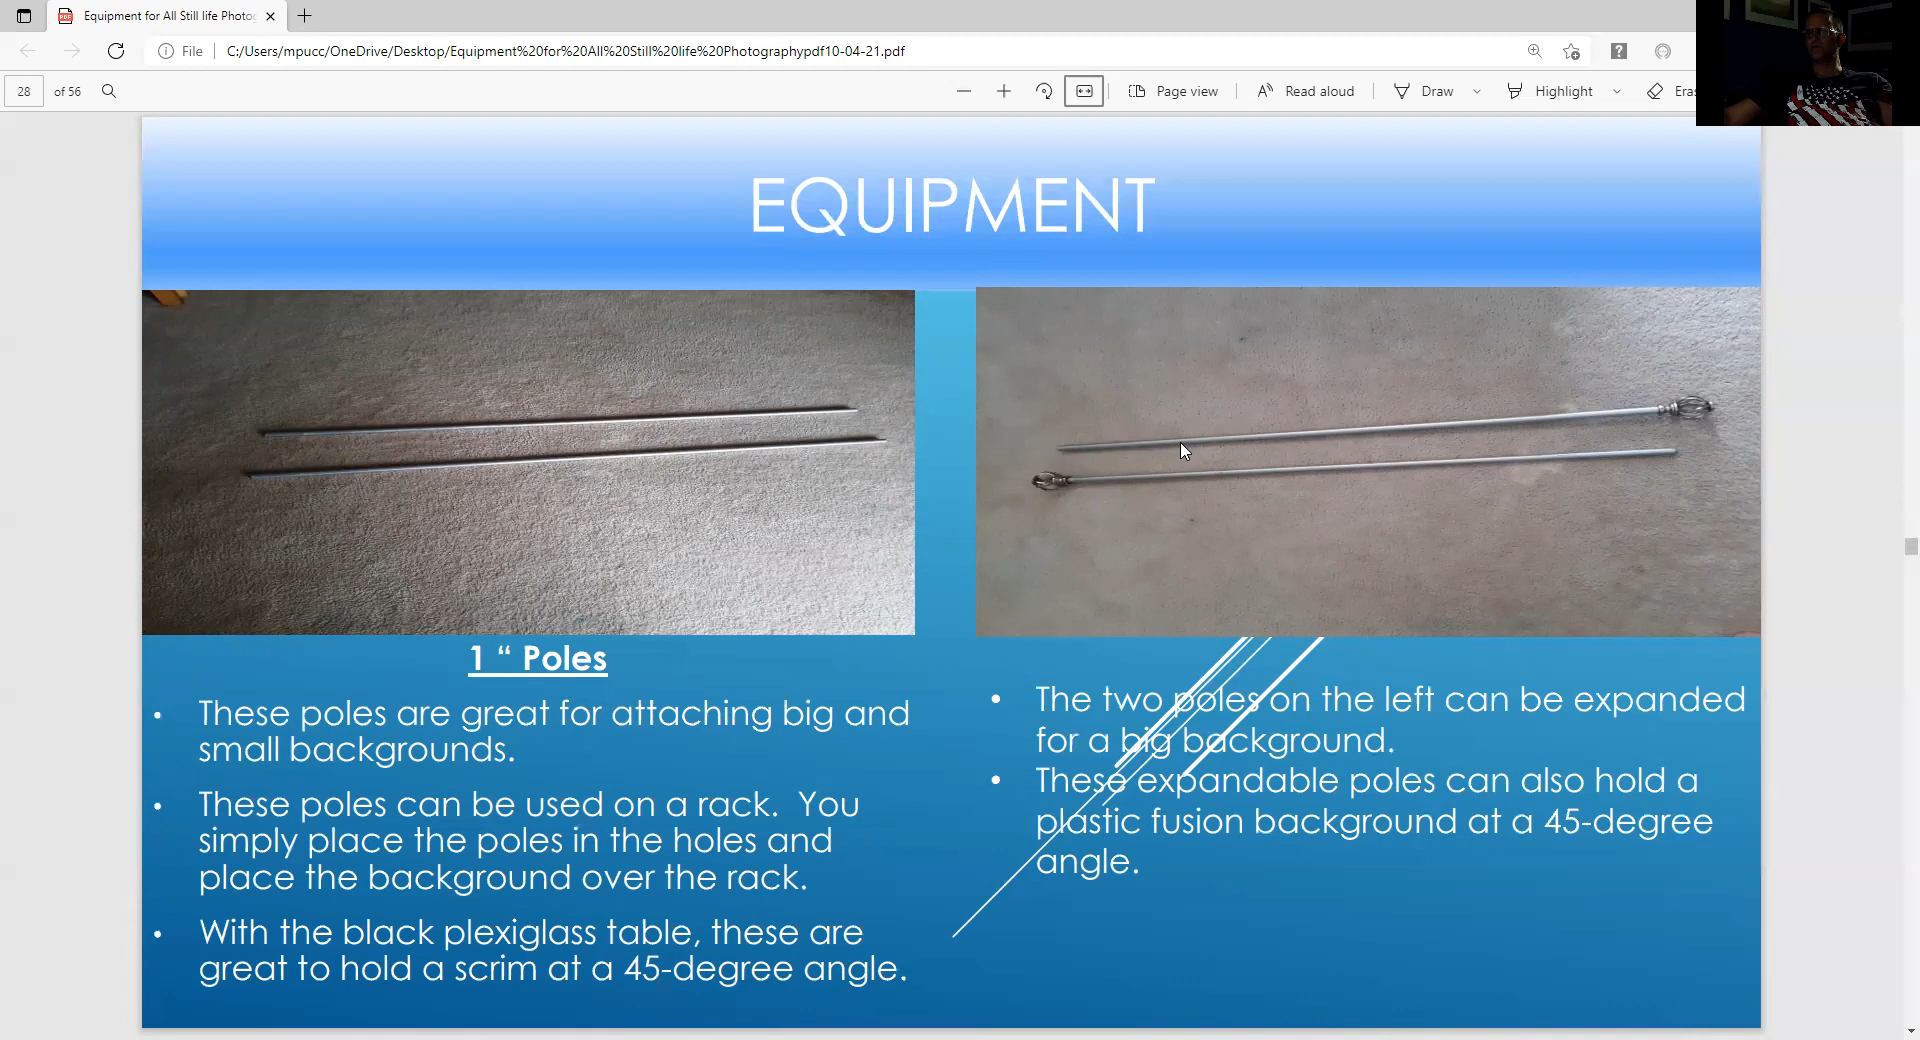 Equipment for All Still life Photog
File C:/Users/mpucc/OneDrive/Desktop/Equipment%20for%20All%20Still%20life%20Photographypdf10-04-21.pdf
28 of 56 Page view Read aloud Draw Highlight Eras
EQUIPMENT
1 “ Poles
• These poles are great for attaching big and
small backgrounds.
• These poles can be used on a rack. You
simply place the poles in the holes and
place the background over the rack.
• With the black plexiglass table, these are
great to hold a scrim at a 45-degree angle.
• The two poles on the left can be expanded
for a big background.
• These expandable poles can also hold a
plastic fusion background at a 45-degree
angle.